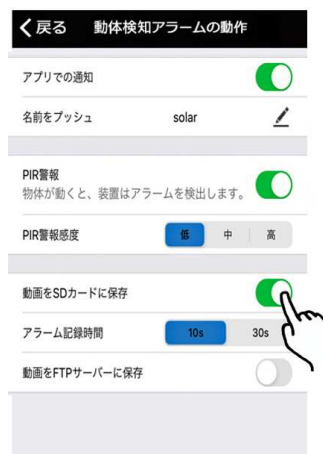 戻る 動体検知アラームの動作
アプリでの通知
名前をプッシュ solar
PIR警報
物体が動くと、装置はアラームを検出します。
PIR警報感度 低 中 高
動画をSDカードに保存
アラーム記録時間 10s 30s
動画をFTPサーバーに保存